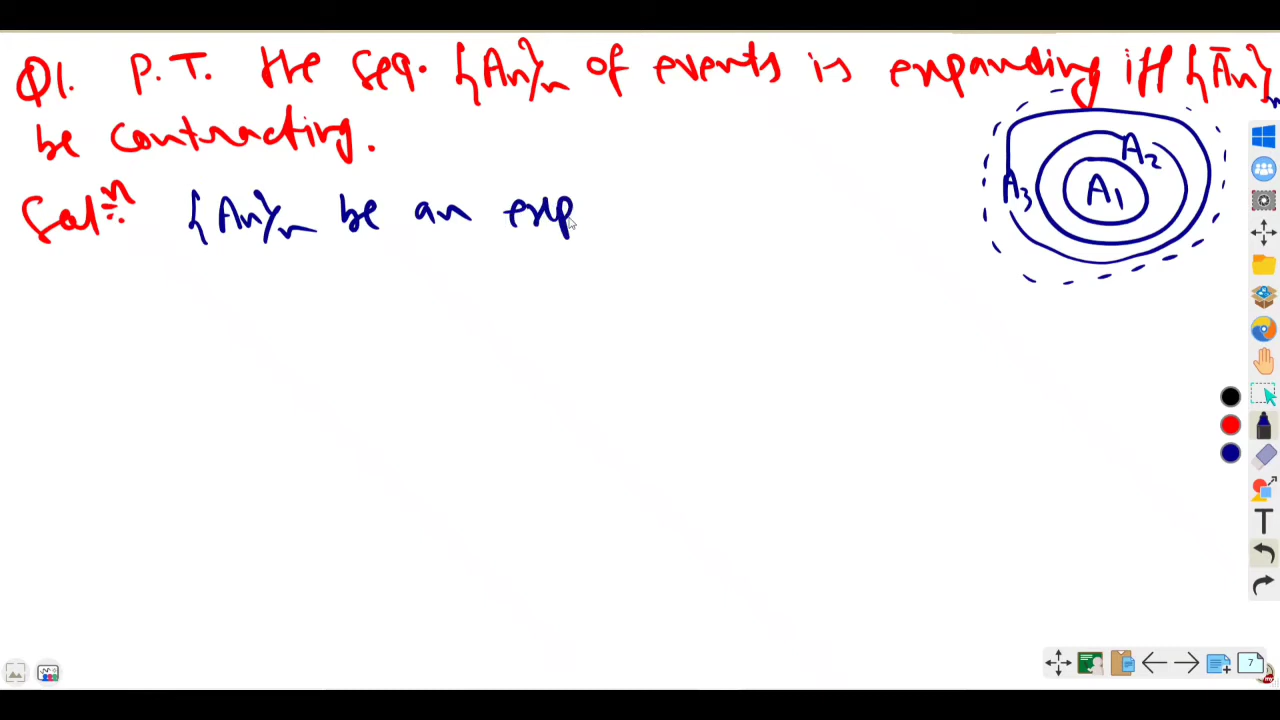 Q1. P.T. the seq. {An}n of events is expanding iff {Ān}n
be contracting.
Solⁿ: {An}n be an exp
A1
A2
A3
T
7